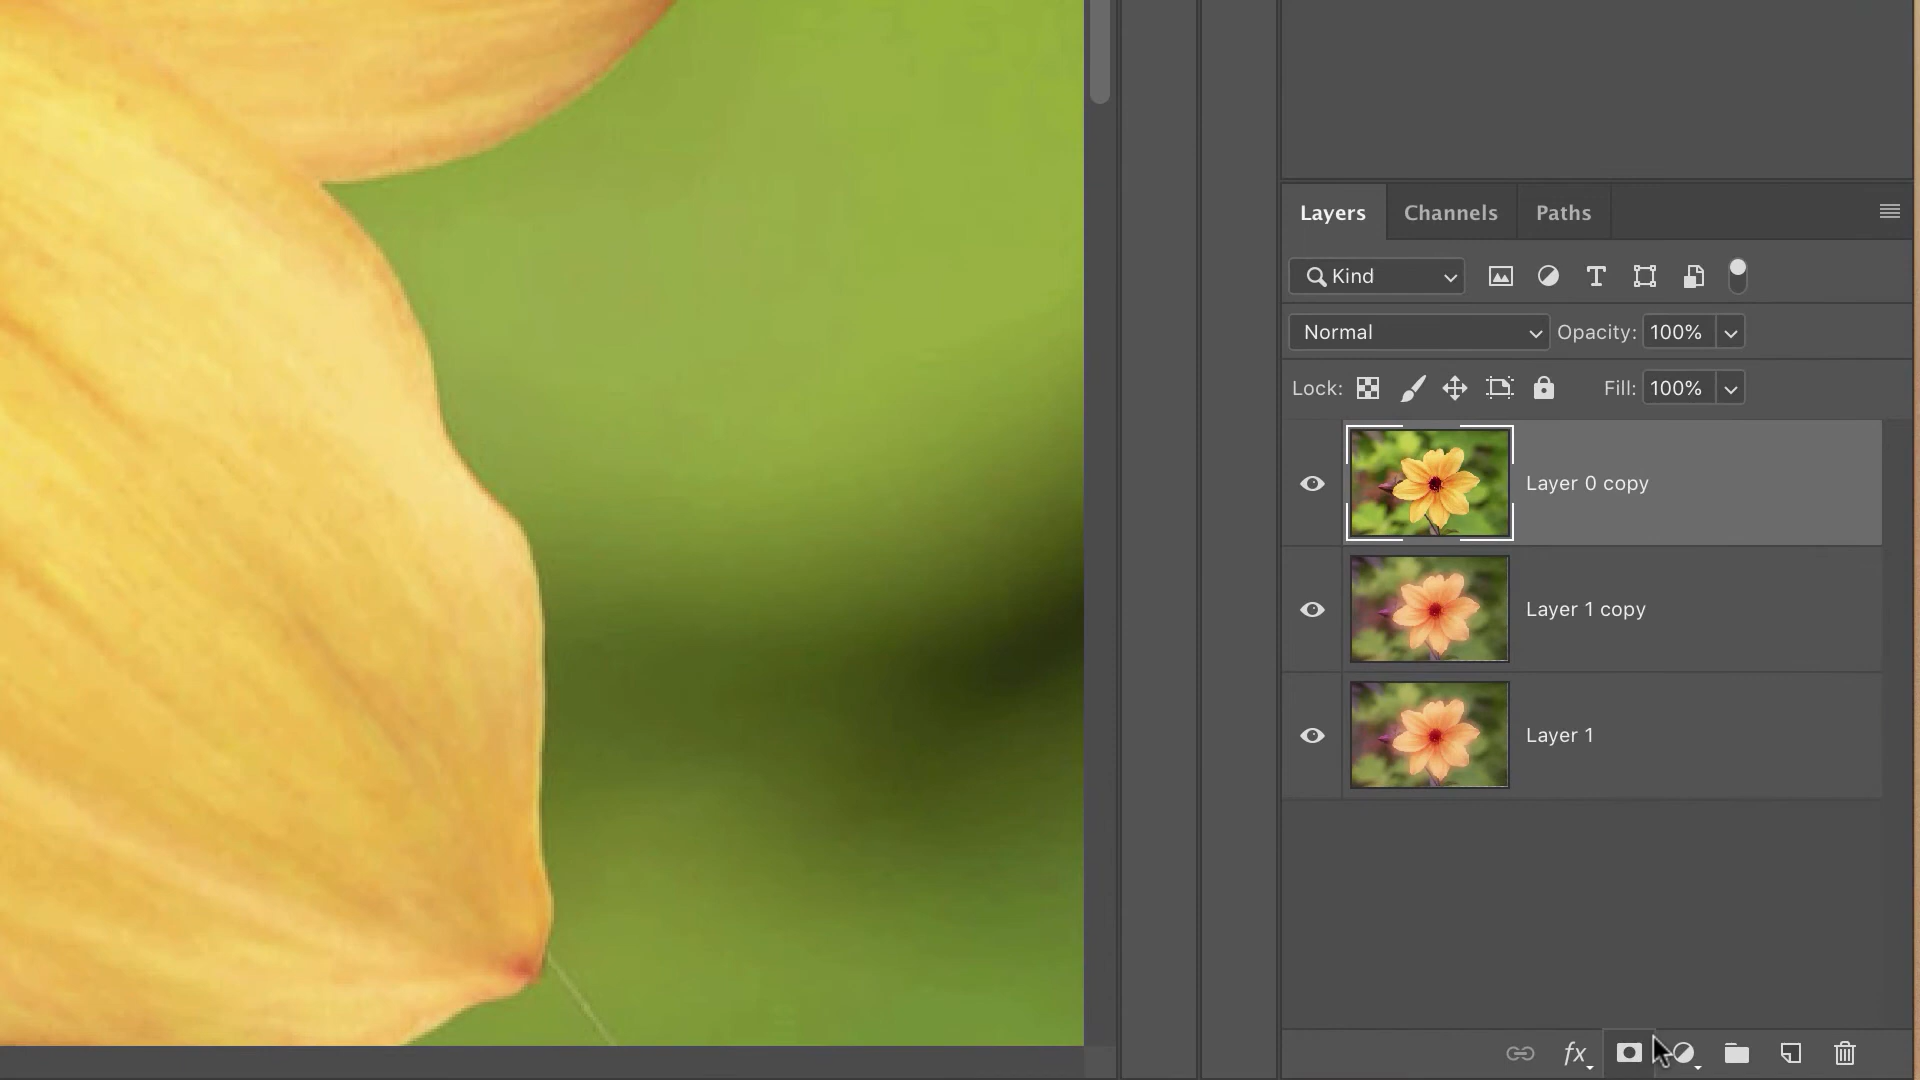 Layers Channels Paths
Kind
Normal Opacity: 100%
Lock: Fill: 100%
Layer 0 copy
Layer 1 copy
Layer 1
fx